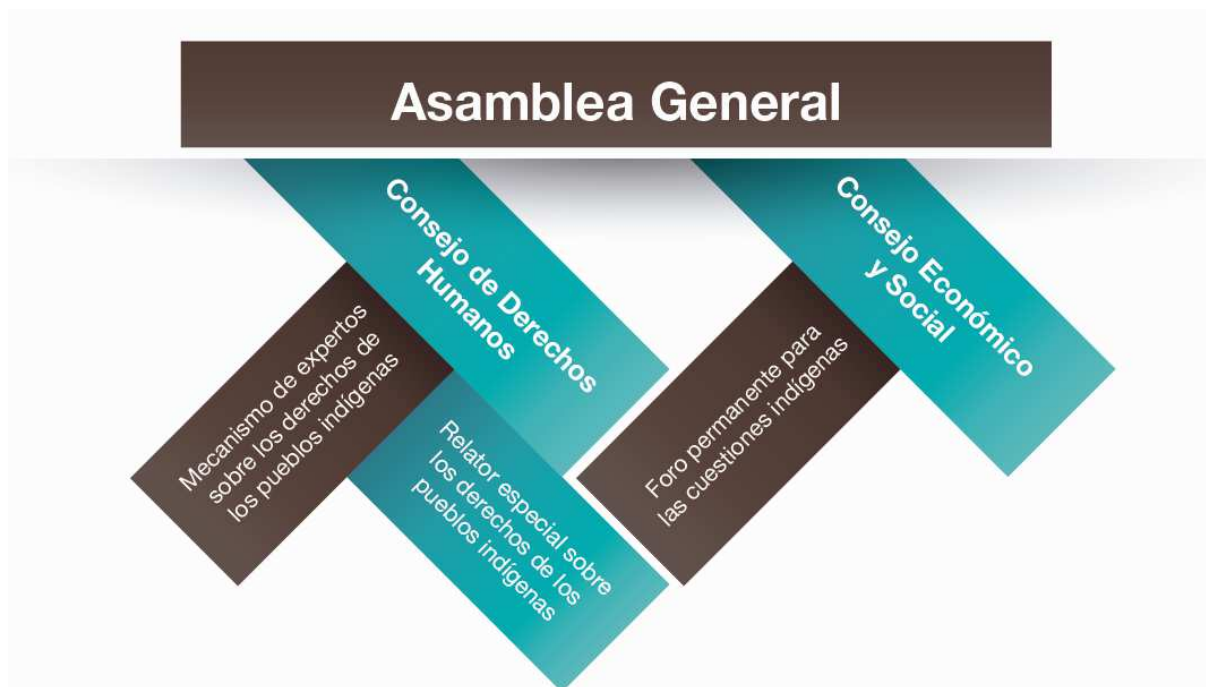 Asamblea General
Consejo de Derechos
Humanos
Consejo Económico
y Social
Mecanismo de expertos
sobre los derechos de
los pueblos indígenas
Relator especial sobre
los derechos de los
pueblos indígenas
Foro permanente para
las cuestiones indígenas